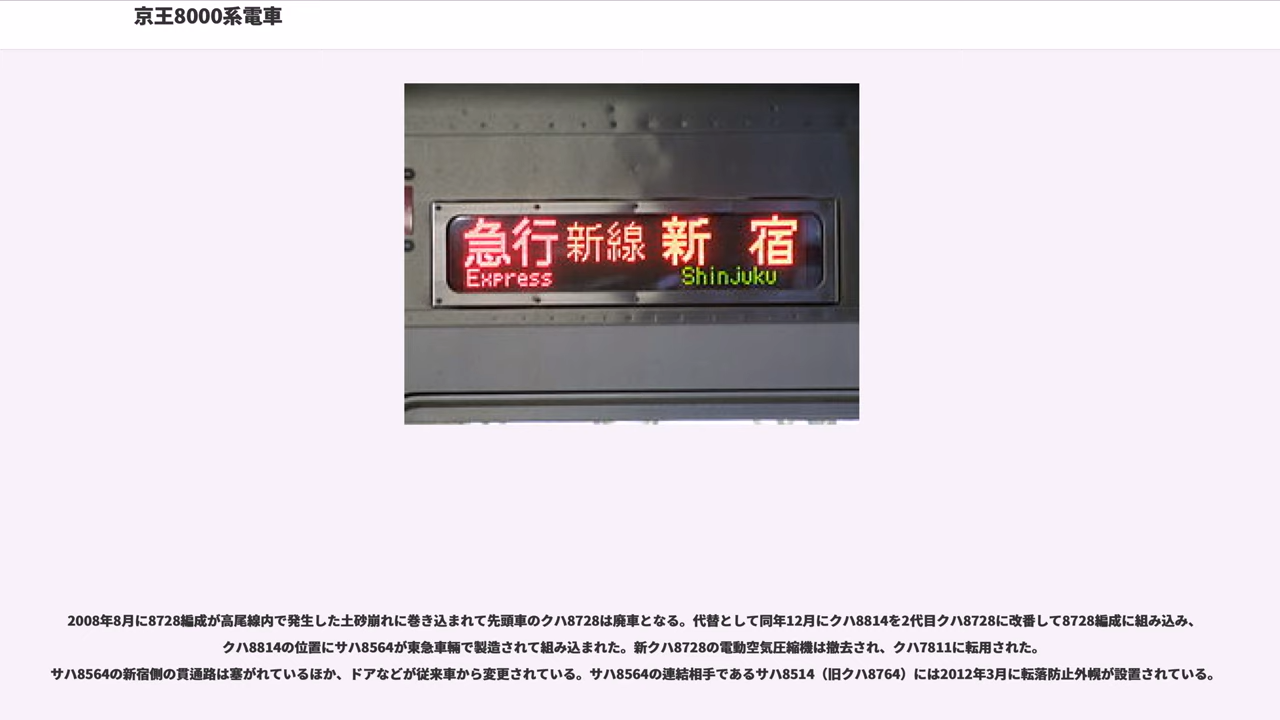 京王8000系電車
急行 新線 新宿
Express Shinjuku
2008年8月に8728編成が高尾線内で発生した土砂崩れに巻き込まれて先頭車のクハ8728は廃車となる。代替として同年12月にクハ8814を2代目クハ8728に改番して8728編成に組み込み、
クハ8814の位置にサハ8564が東急車輛で製造されて組み込まれた。新クハ8728の電動空気圧縮機は撤去され、クハ7811に転用された。
サハ8564の新宿側の貫通路は塞がれているほか、ドアなどが従来車から変更されている。サハ8564の連結相手であるサハ8514（旧クハ8764）には2012年3月に転落防止外幌が設置されている。